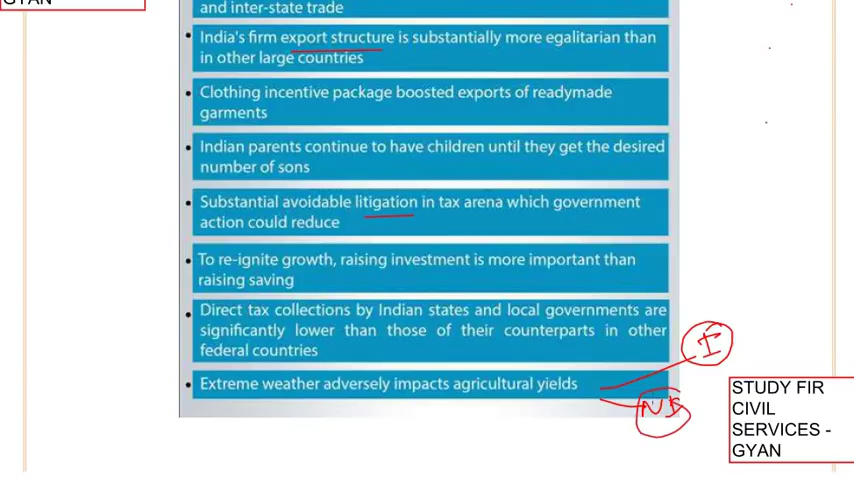 GYAN
and inter-state trade
• India's firm export structure is substantially more egalitarian than
in other large countries
• Clothing incentive package boosted exports of readymade
garments
• Indian parents continue to have children until they get the desired
number of sons
• Substantial avoidable litigation in tax arena which government
action could reduce
• To re-ignite growth, raising investment is more important than
raising saving
• Direct tax collections by Indian states and local governments are
significantly lower than those of their counterparts in other
federal countries
• Extreme weather adversely impacts agricultural yields
I
NI
STUDY FIR
CIVIL
SERVICES -
GYAN